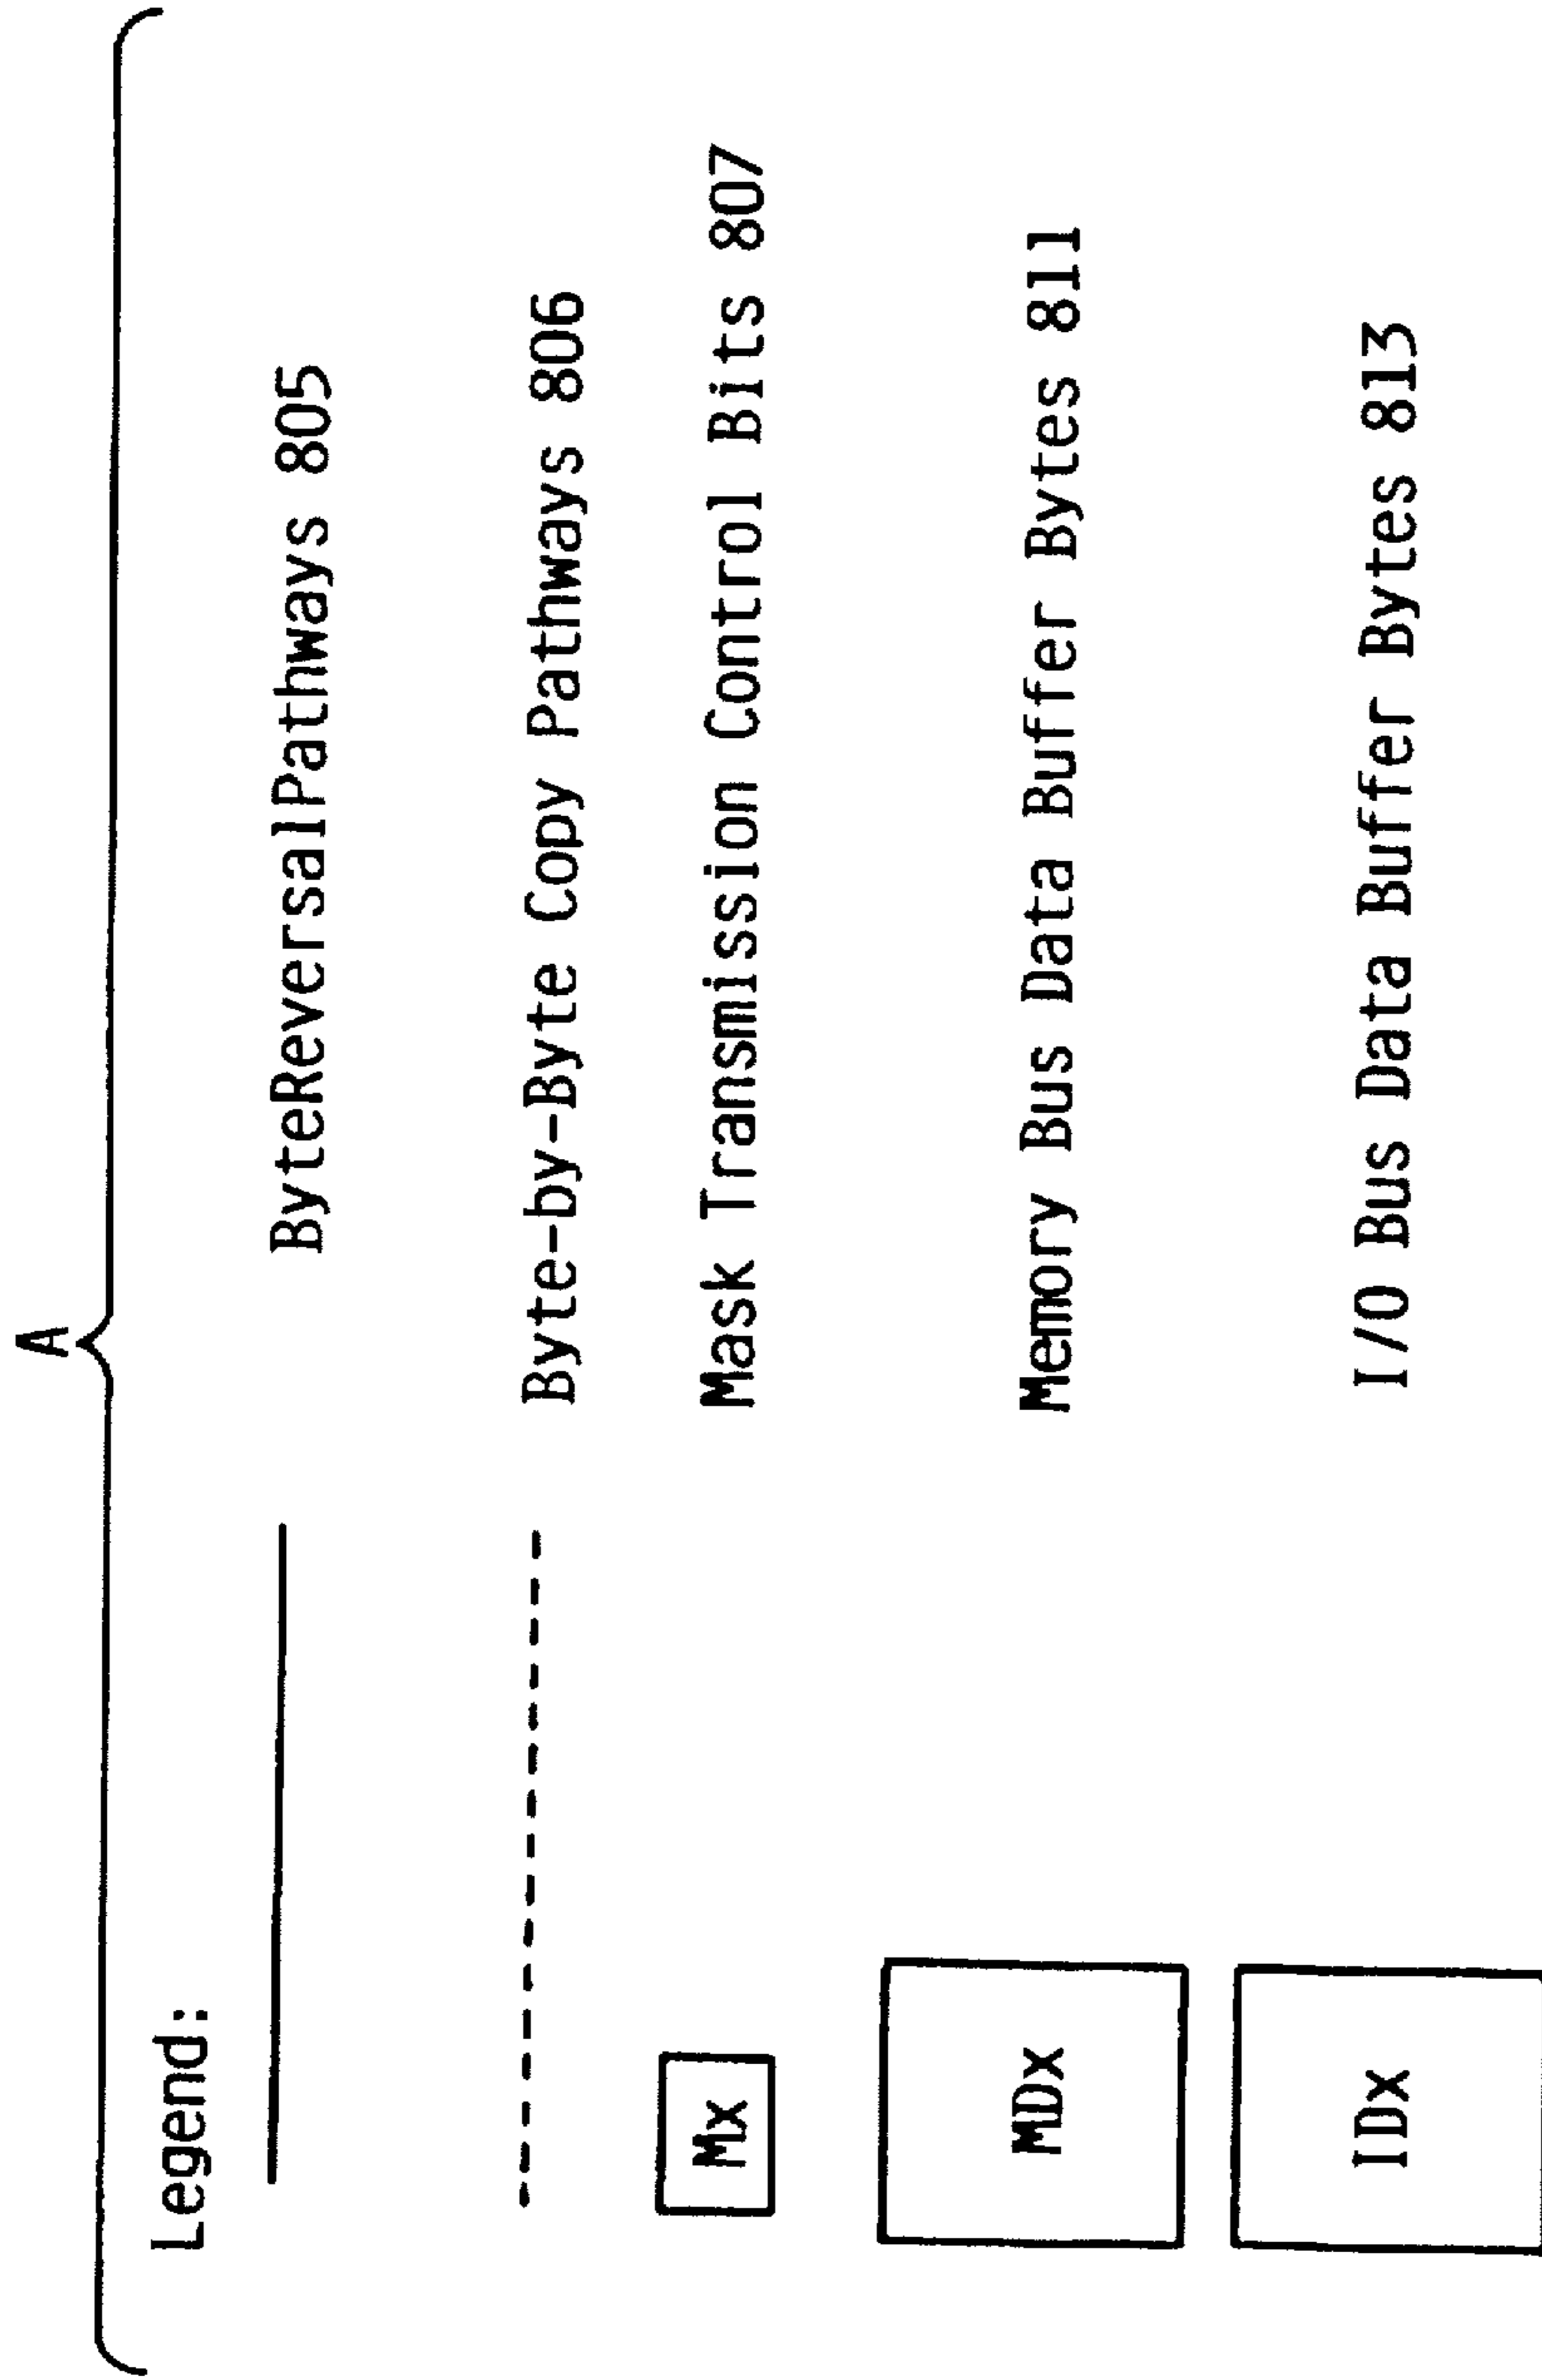 A
Legend:
ByteReversalPathways 805
Byte-by-Byte Copy Pathways 806
Mx Mask Transmission Control Bits 807
MDx Memory Bus Data Buffer Bytes 811
IDx I/O Bus Data Buffer Bytes 813